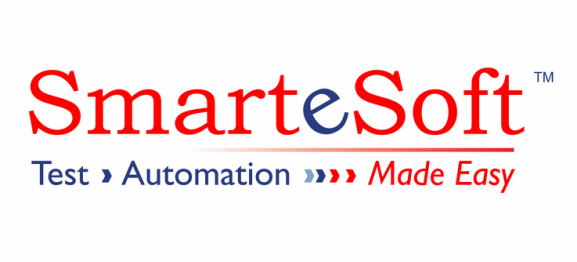 SmarteSoft™
Test › Automation ›››› Made Easy